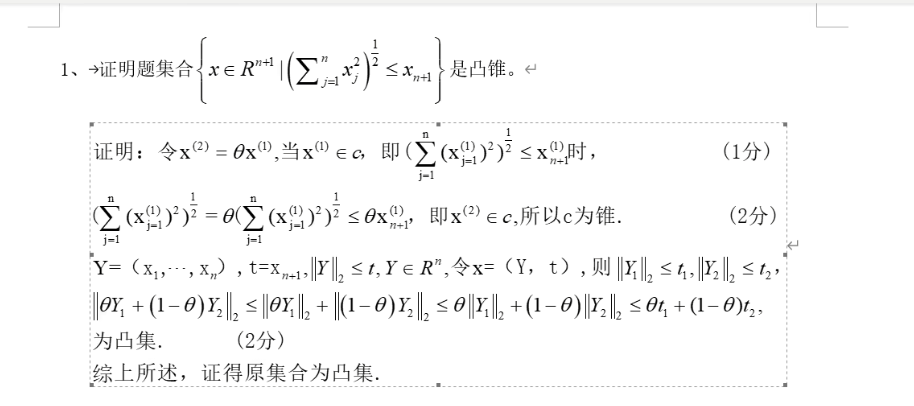 1、→证明题集合{x∈R^{n+1}|(∑_{j=1}^{n} x_j^2)^{1/2} ≤ x_{n+1}}是凸锥。↵
证明：令x^{(2)}=θx^{(1)},当x^{(1)}∈c，即(∑_{j=1}^{n}(x_{j=1}^{(1)})^2)^{1/2} ≤ x_{n+1}^{(1)}时， （1分）
(∑_{j=1}^{n}(x_{j=1}^{(1)})^2)^{1/2} = θ(∑_{j=1}^{n}(x_{j=1}^{(1)})^2)^{1/2} ≤ θx_{n+1}^{(1)}，即x^{(2)}∈c,所以c为锥. （2分）
Y=（x_1,⋯,x_n）,t=x_{n+1},‖Y‖_2 ≤ t,Y∈R^n,令x=（Y，t）,则‖Y_1‖_2 ≤ t_1,‖Y_2‖_2 ≤ t_2，
‖θY_1+(1-θ)Y_2‖_2 ≤ ‖θY_1‖_2+‖(1-θ)Y_2‖_2 ≤ θ‖Y_1‖_2+(1-θ)‖Y_2‖_2 ≤ θt_1+(1-θ)t_2，
为凸集. （2分）
综上所述，证得原集合为凸集.